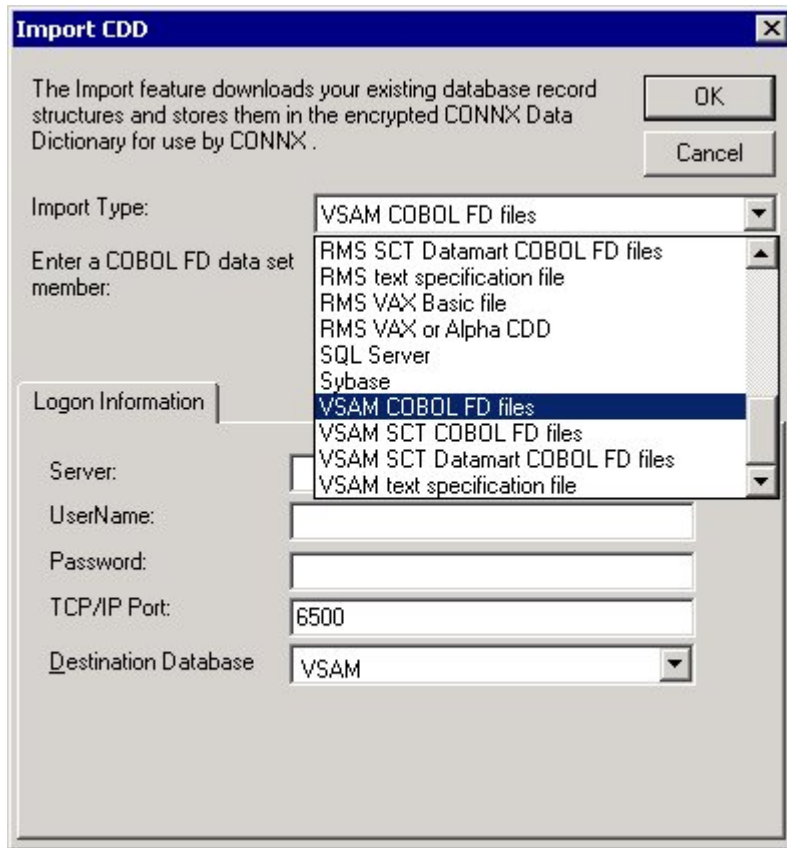 Import CDD
The Import feature downloads your existing database record
structures and stores them in the encrypted CONNX Data
Dictionary for use by CONNX .
OK
Cancel
Import Type:
VSAM COBOL FD files
Enter a COBOL FD data set
member:
RMS SCT Datamart COBOL FD files
RMS text specification file
RMS VAX Basic file
RMS VAX or Alpha CDD
SQL Server
Sybase
VSAM COBOL FD files
VSAM SCT COBOL FD files
VSAM SCT Datamart COBOL FD files
VSAM text specification file
Logon Information
Server:
UserName:
Password:
TCP/IP Port:
6500
Destination Database
VSAM